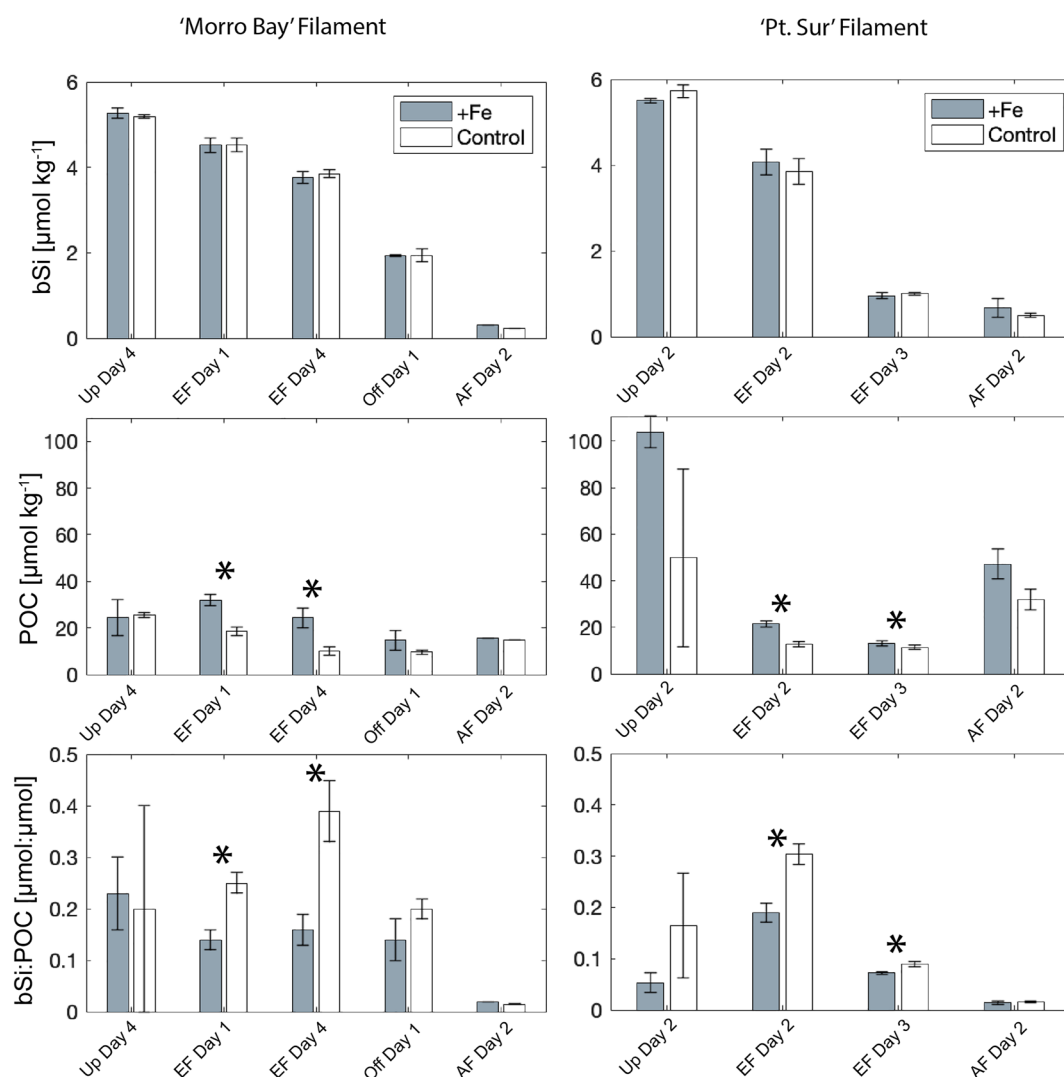 ‘Morro Bay’ Filament
‘Pt. Sur’ Filament
bSi [μmol kg⁻¹]
6
4
2
0
+Fe
Control
Up Day 4
EF Day 1
EF Day 4
Off Day 1
AF Day 2
6
4
2
0
+Fe
Control
Up Day 2
EF Day 2
EF Day 3
AF Day 2
POC [μmol kg⁻¹]
100
80
60
40
20
0
*
*
Up Day 4
EF Day 1
EF Day 4
Off Day 1
AF Day 2
100
80
60
40
20
0
*
*
Up Day 2
EF Day 2
EF Day 3
AF Day 2
bSi:POC [μmol:μmol]
0.5
0.4
0.3
0.2
0.1
0
*
*
Up Day 4
EF Day 1
EF Day 4
Off Day 1
AF Day 2
0.5
0.4
0.3
0.2
0.1
0
*
*
Up Day 2
EF Day 2
EF Day 3
AF Day 2